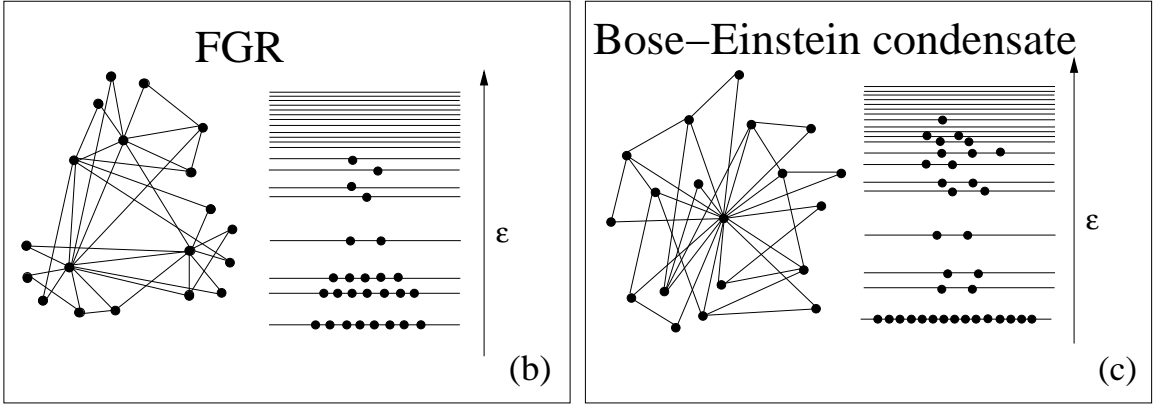 FGR
ε
(b)
Bose–Einstein condensate
ε
(c)